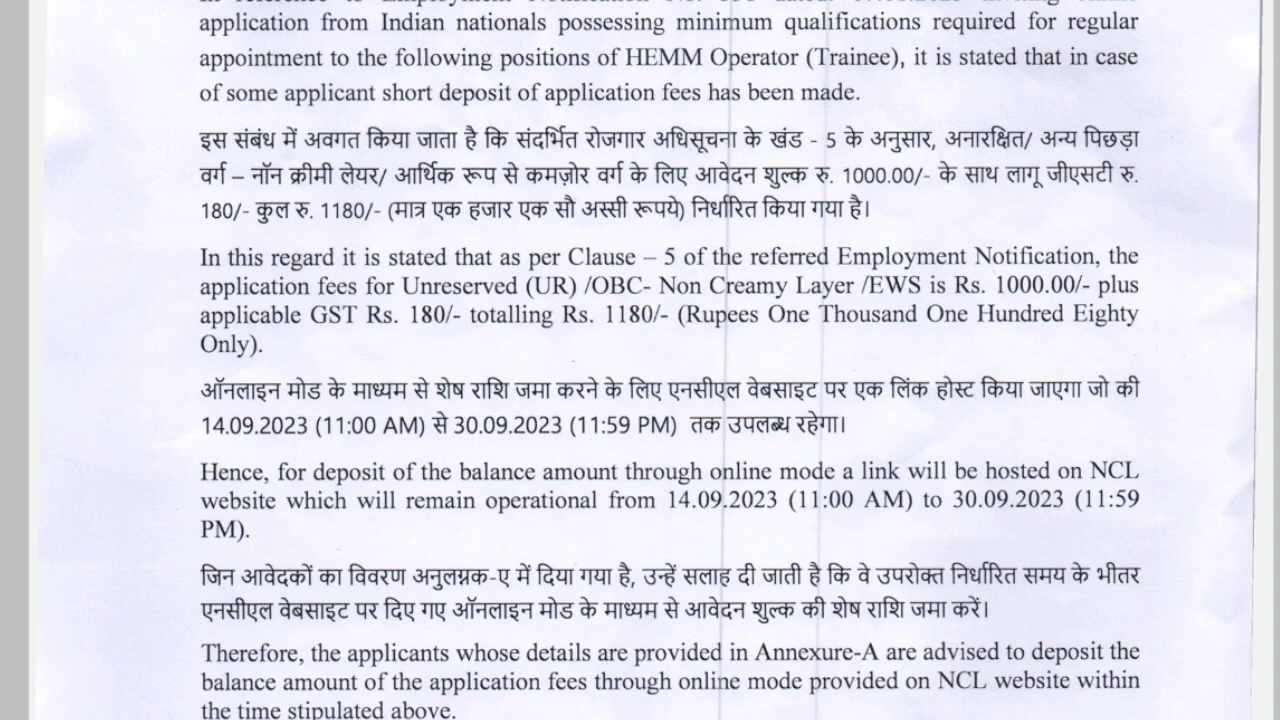 application from Indian nationals possessing minimum qualifications required for regular
appointment to the following positions of HEMM Operator (Trainee), it is stated that in case
of some applicant short deposit of application fees has been made.
इस संबंध में अवगत किया जाता है कि संदर्भित रोजगार अधिसूचना के खंड - 5 के अनुसार, अनारक्षित/ अन्य पिछड़ा
वर्ग – नॉन क्रीमी लेयर/ आर्थिक रूप से कमज़ोर वर्ग के लिए आवेदन शुल्क रु. 1000.00/- के साथ लागू जीएसटी रु.
180/- कुल रु. 1180/- (मात्र एक हजार एक सौ अस्सी रूपये) निर्धारित किया गया है।
In this regard it is stated that as per Clause – 5 of the referred Employment Notification, the
application fees for Unreserved (UR) /OBC- Non Creamy Layer /EWS is Rs. 1000.00/- plus
applicable GST Rs. 180/- totalling Rs. 1180/- (Rupees One Thousand One Hundred Eighty
Only).
ऑनलाइन मोड के माध्यम से शेष राशि जमा करने के लिए एनसीएल वेबसाइट पर एक लिंक होस्ट किया जाएगा जो की
14.09.2023 (11:00 AM) से 30.09.2023 (11:59 PM) तक उपलब्ध रहेगा।
Hence, for deposit of the balance amount through online mode a link will be hosted on NCL
website which will remain operational from 14.09.2023 (11:00 AM) to 30.09.2023 (11:59
PM).
जिन आवेदकों का विवरण अनुलग्नक-ए में दिया गया है, उन्हें सलाह दी जाती है कि वे उपरोक्त निर्धारित समय के भीतर
एनसीएल वेबसाइट पर दिए गए ऑनलाइन मोड के माध्यम से आवेदन शुल्क की शेष राशि जमा करें।
Therefore, the applicants whose details are provided in Annexure-A are advised to deposit the
balance amount of the application fees through online mode provided on NCL website within
the time stipulated above.